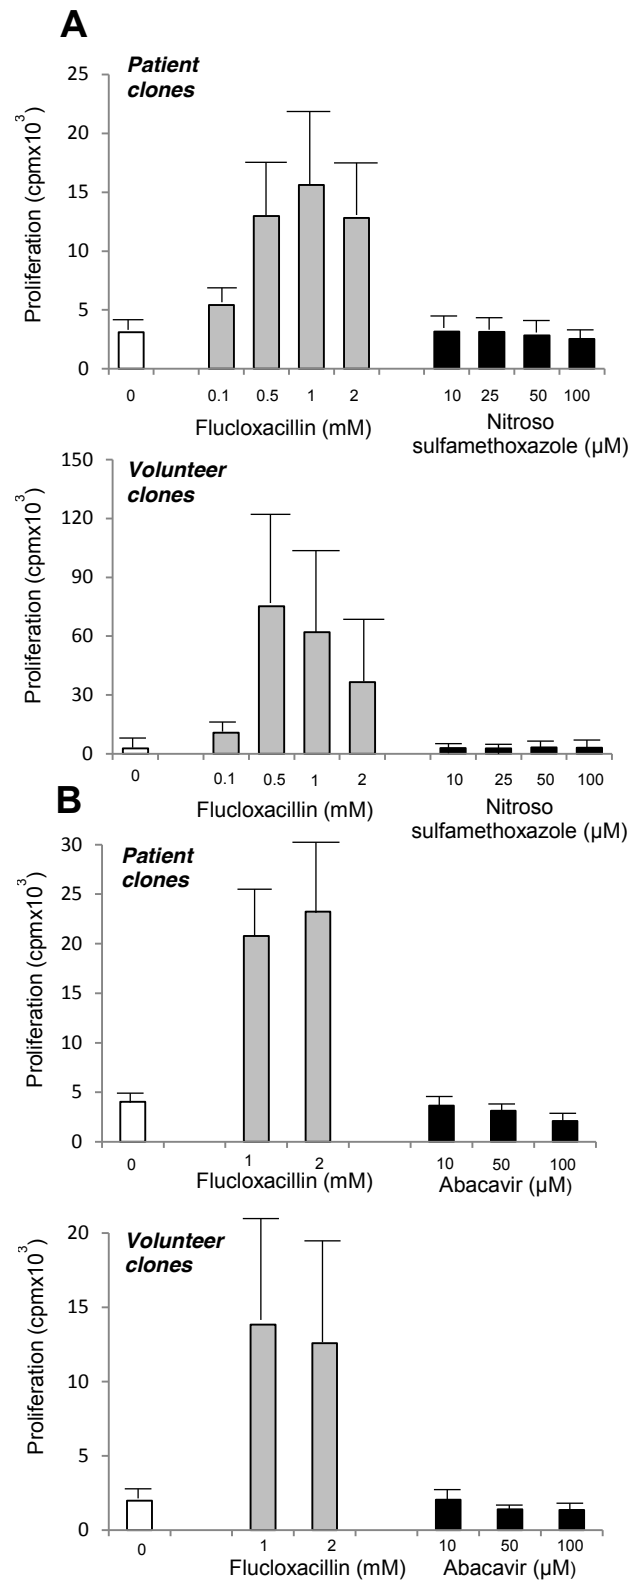 A
Patient
clones
Proliferation (cpmx10³)
25
20
15
10
5
0
0 0.1 0.5 1 2 10 25 50 100
Flucloxacillin (mM) Nitroso
sulfamethoxazole (µM)
Volunteer
clones
Proliferation (cpmx10³)
150
120
90
60
30
0
0 0.1 0.5 1 2 10 25 50 100
Flucloxacillin (mM) Nitroso
sulfamethoxazole (µM)
B
Patient
clones
Proliferation (cpmx10³)
30
25
20
15
10
5
0
0 1 2 10 50 100
Flucloxacillin (mM) Abacavir (µM)
Volunteer
clones
Proliferation (cpmx10³)
20
15
10
5
0
0 1 2 10 50 100
Flucloxacillin (mM) Abacavir (µM)